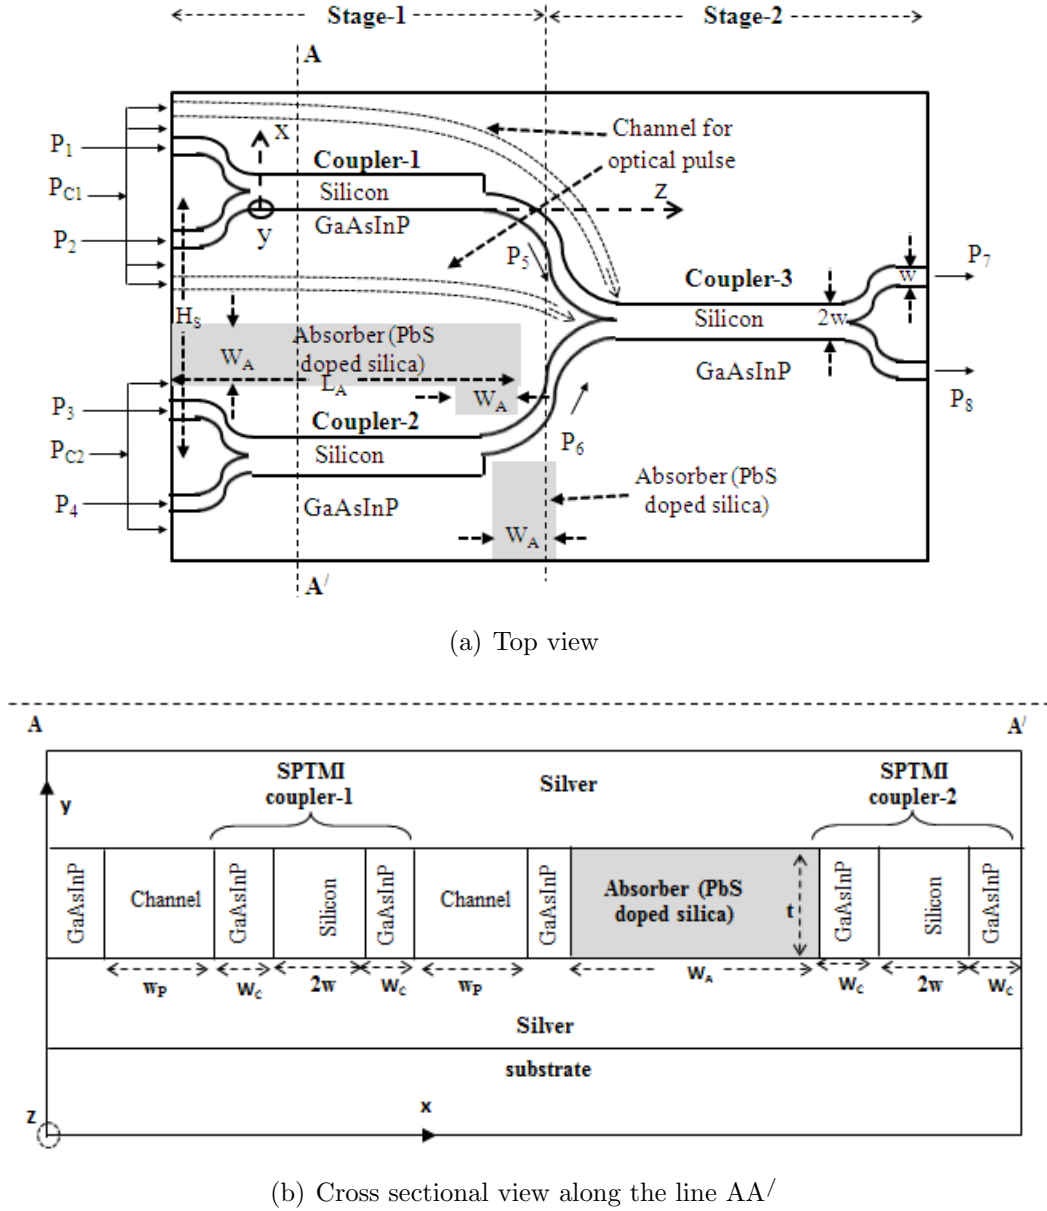 Stage-1
Stage-2
A
Channel for
optical pulse
x
P1
Coupler-1
PC1
Silicon
z
y
GaAsInP
P2
P5
P7
Coupler-3
w
HS
Absorber (PbS
doped silica)
WA
LA
Silicon
2w
GaAsInP
WA
P8
P3
Coupler-2
PC2
Silicon
P6
Absorber (PbS
doped silica)
P4
GaAsInP
WA
A/
(a) Top view
A
A/
SPTMI
coupler-1
Silver
SPTMI
coupler-2
y
GaAsInP
Channel
GaAsInP
Silicon
GaAsInP
Channel
GaAsInP
Absorber (PbS
doped silica)
t
GaAsInP
Silicon
GaAsInP
wP
WC
2w
WC
wP
WA
WC
2w
WC
Silver
substrate
Z
x
(b) Cross sectional view along the line AA/